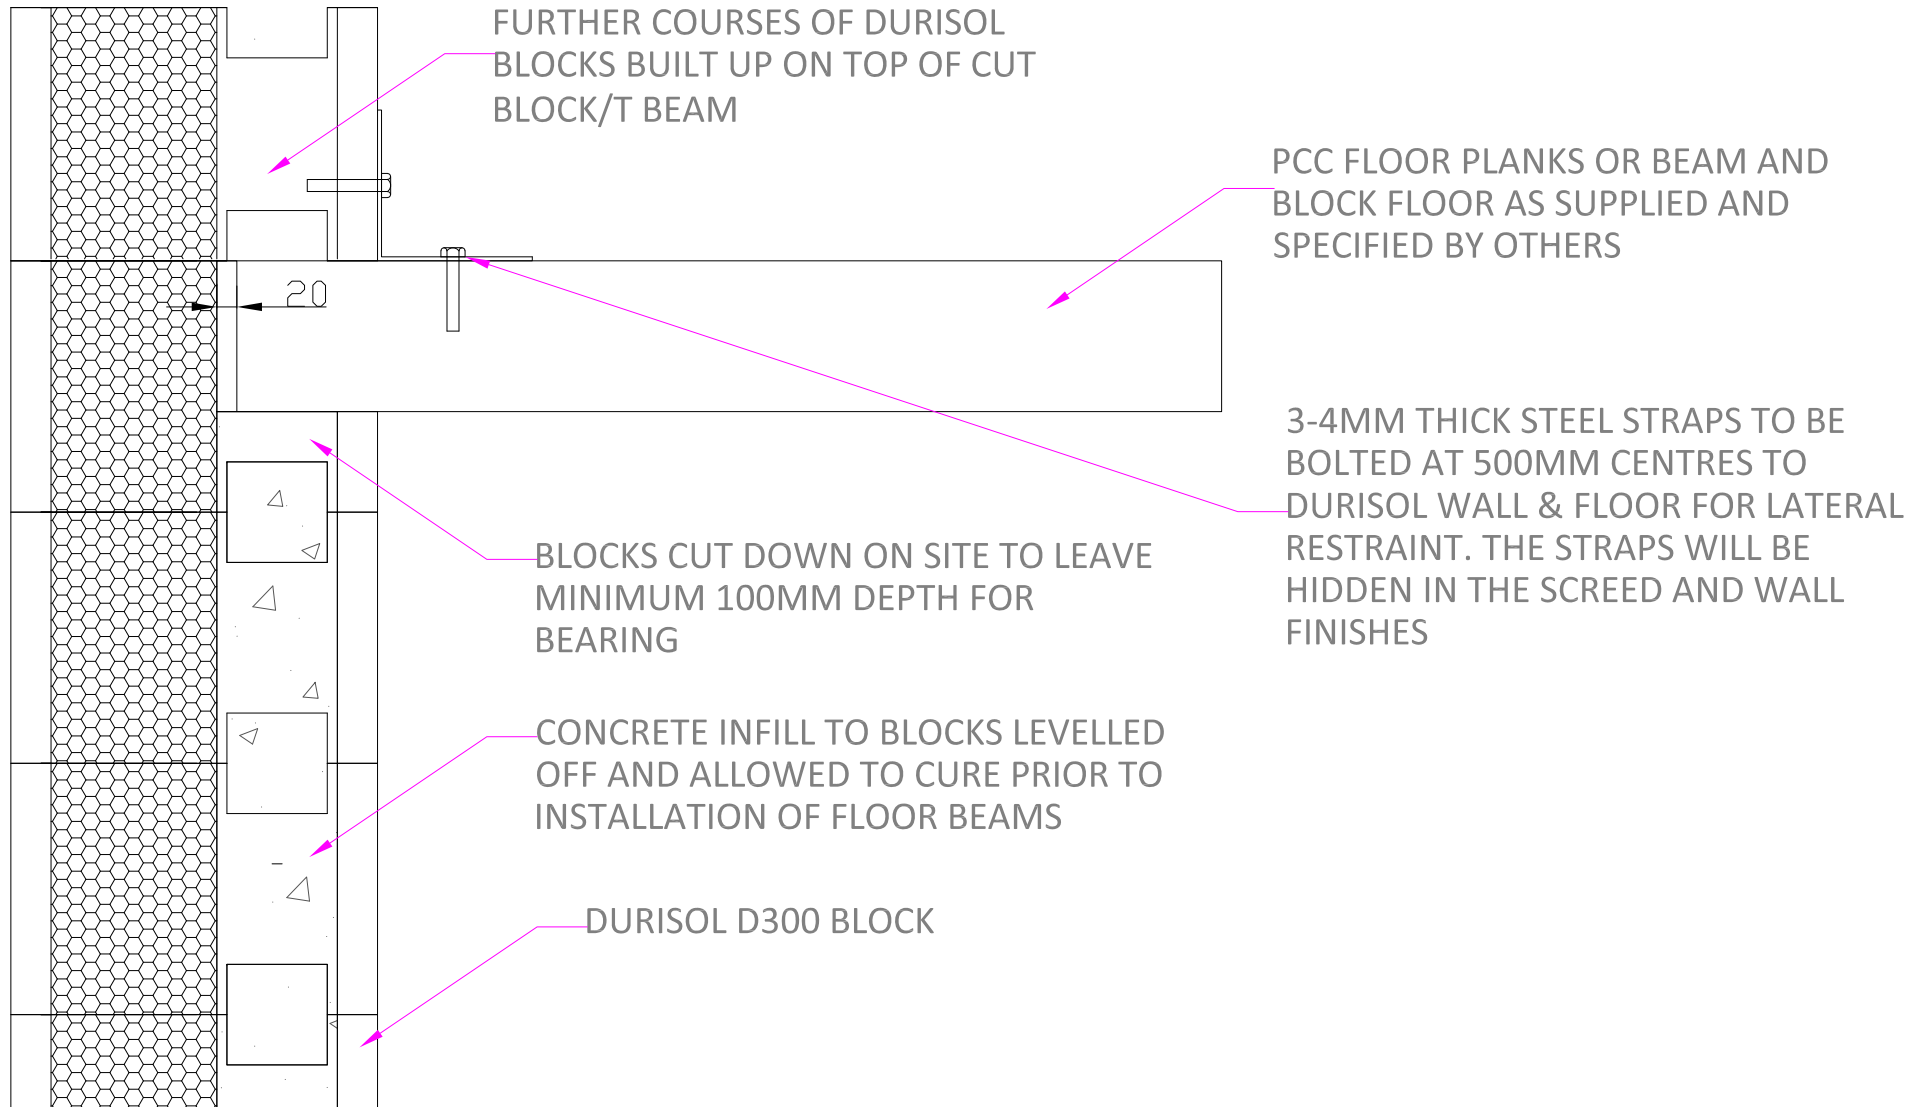 FURTHER COURSES OF DURISOL
BLOCKS BUILT UP ON TOP OF CUT
BLOCK/T BEAM
PCC FLOOR PLANKS OR BEAM AND
BLOCK FLOOR AS SUPPLIED AND
SPECIFIED BY OTHERS
20
3-4MM THICK STEEL STRAPS TO BE
BOLTED AT 500MM CENTRES TO
DURISOL WALL & FLOOR FOR LATERAL
RESTRAINT. THE STRAPS WILL BE
HIDDEN IN THE SCREED AND WALL
FINISHES
BLOCKS CUT DOWN ON SITE TO LEAVE
MINIMUM 100MM DEPTH FOR
BEARING
CONCRETE INFILL TO BLOCKS LEVELLED
OFF AND ALLOWED TO CURE PRIOR TO
INSTALLATION OF FLOOR BEAMS
DURISOL D300 BLOCK